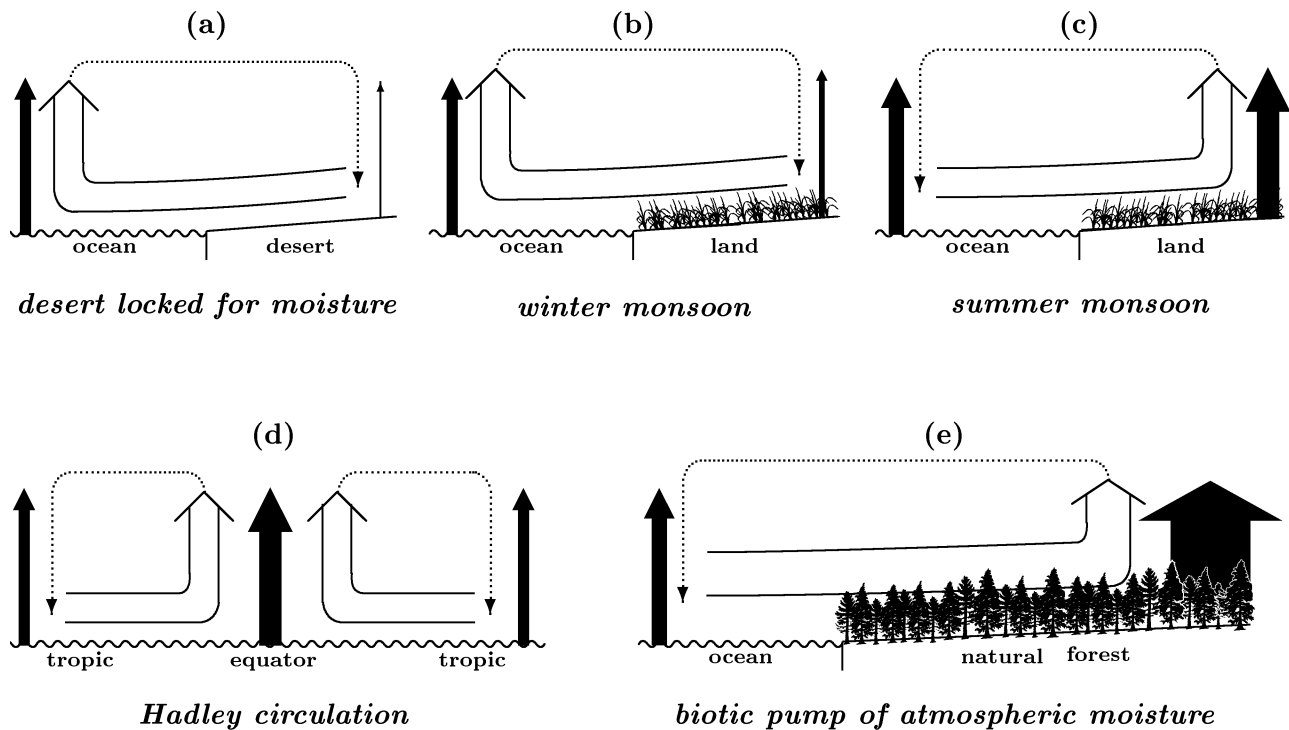 (a)
(b)
(c)
ocean
desert
ocean
land
ocean
land
desert locked for moisture
winter monsoon
summer monsoon
(d)
(e)
tropic
equator
tropic
ocean
natural forest
Hadley circulation
biotic pump of atmospheric moisture